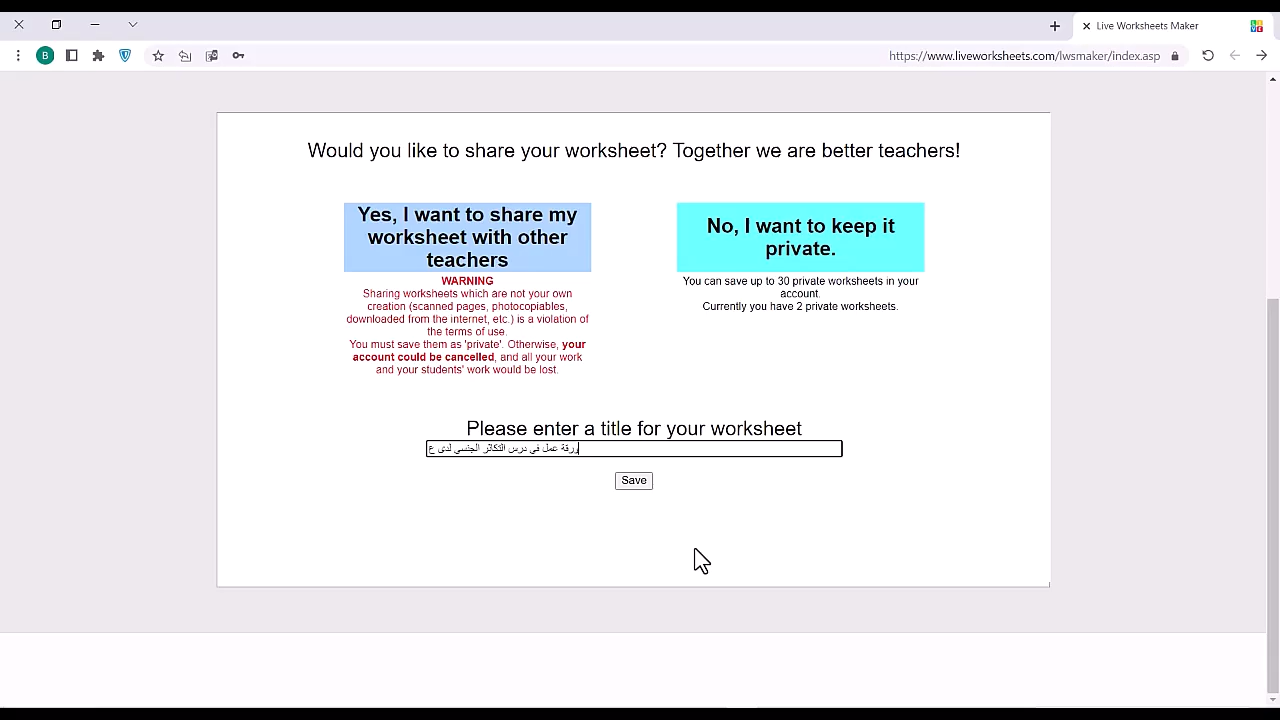 Live Worksheets Maker
B
https://www.liveworksheets.com/lwsmaker/index.asp
Would you like to share your worksheet? Together we are better teachers!
Yes, I want to share my
worksheet with other
teachers
WARNING
Sharing worksheets which are not your own
creation (scanned pages, photocopiables,
downloaded from the internet, etc.) is a violation of
the terms of use.
You must save them as 'private'. Otherwise, your
account could be cancelled, and all your work
and your students' work would be lost.
No, I want to keep it
private.
You can save up to 30 private worksheets in your
account.
Currently you have 2 private worksheets.
Please enter a title for your worksheet
ورقة عمل في درس التكاثر الجنسي لدى ع
Save